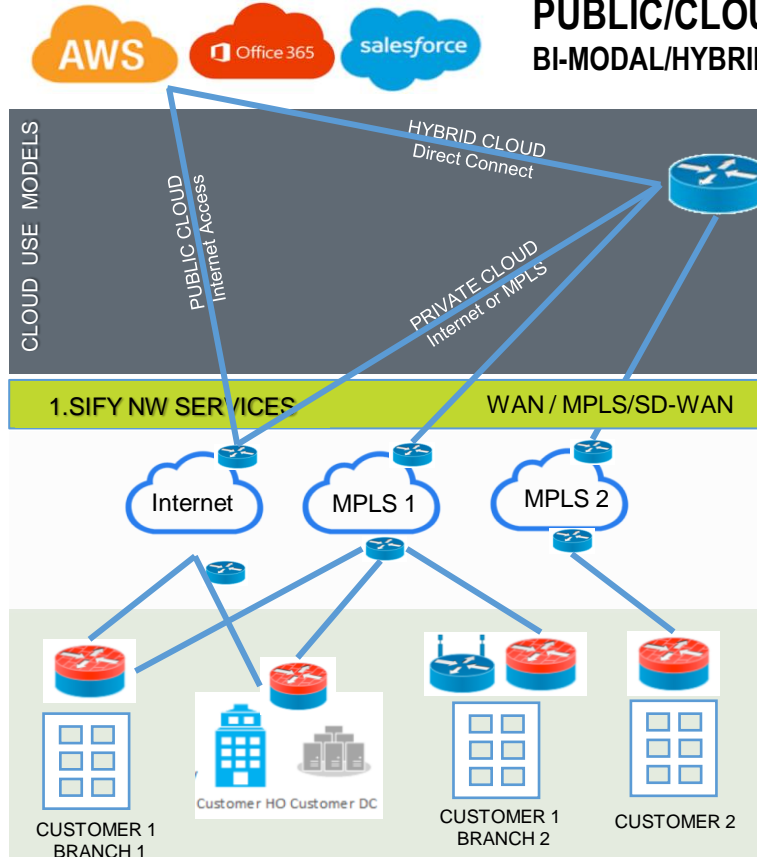 PUBLIC/CLOU
BI-MODAL/HYBRI
AWS
Office 365
salesforce
CLOUD USE MODELS
HYBRID CLOUD
Direct Connect
PUBLIC CLOUD
Internet Access
PRIVATE CLOUD
Internet or MPLS
1.SIFY NW SERVICES
WAN / MPLS/SD-WAN
Internet
MPLS 1
MPLS 2
Customer HO Customer DC
CUSTOMER 1
BRANCH 1
CUSTOMER 1
BRANCH 2
CUSTOMER 2